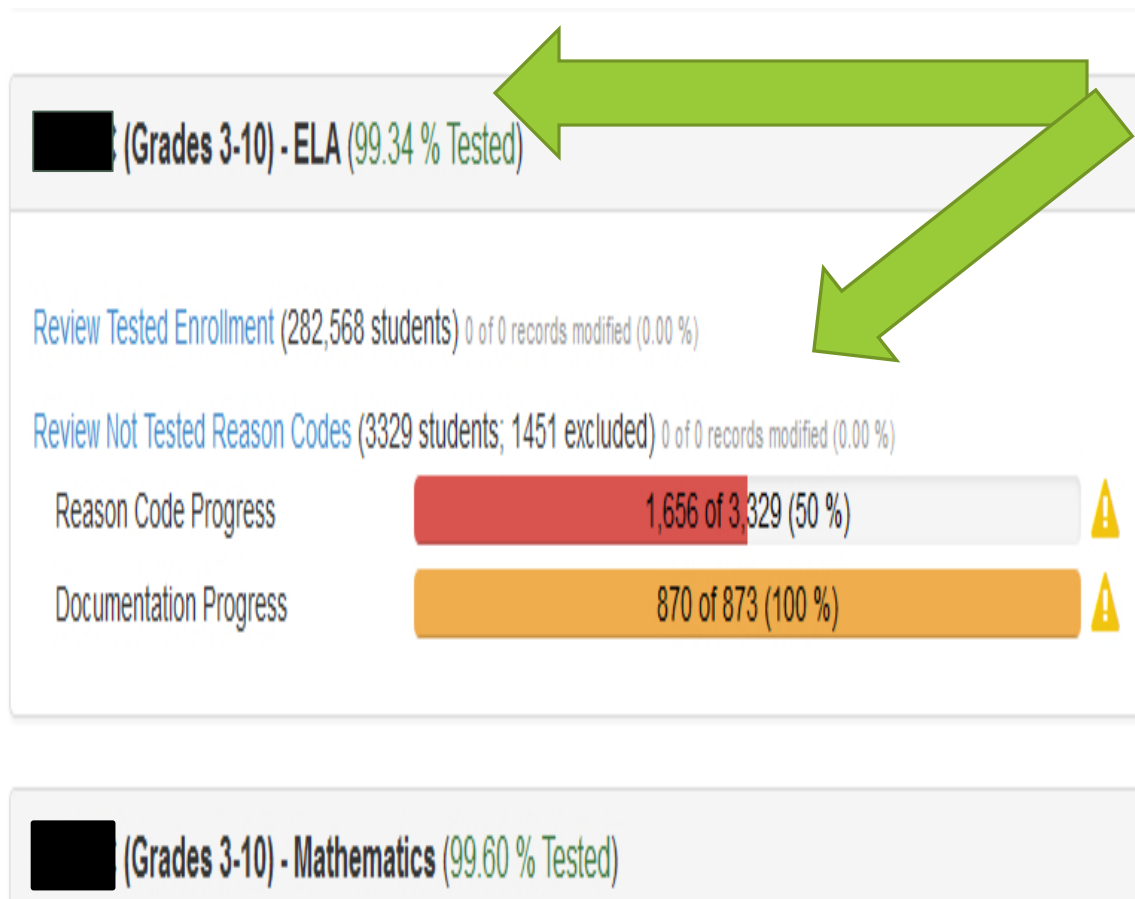 (Grades 3-10) - ELA (99.34 % Tested)
Review Tested Enrollment (282,568 students) 0 of 0 records modified (0.00 %)
Review Not Tested Reason Codes (3329 students; 1451 excluded) 0 of 0 records modified (0.00 %)
Reason Code Progress 1,656 of 3,329 (50 %)
Documentation Progress 870 of 873 (100 %)
(Grades 3-10) - Mathematics (99.60 % Tested)